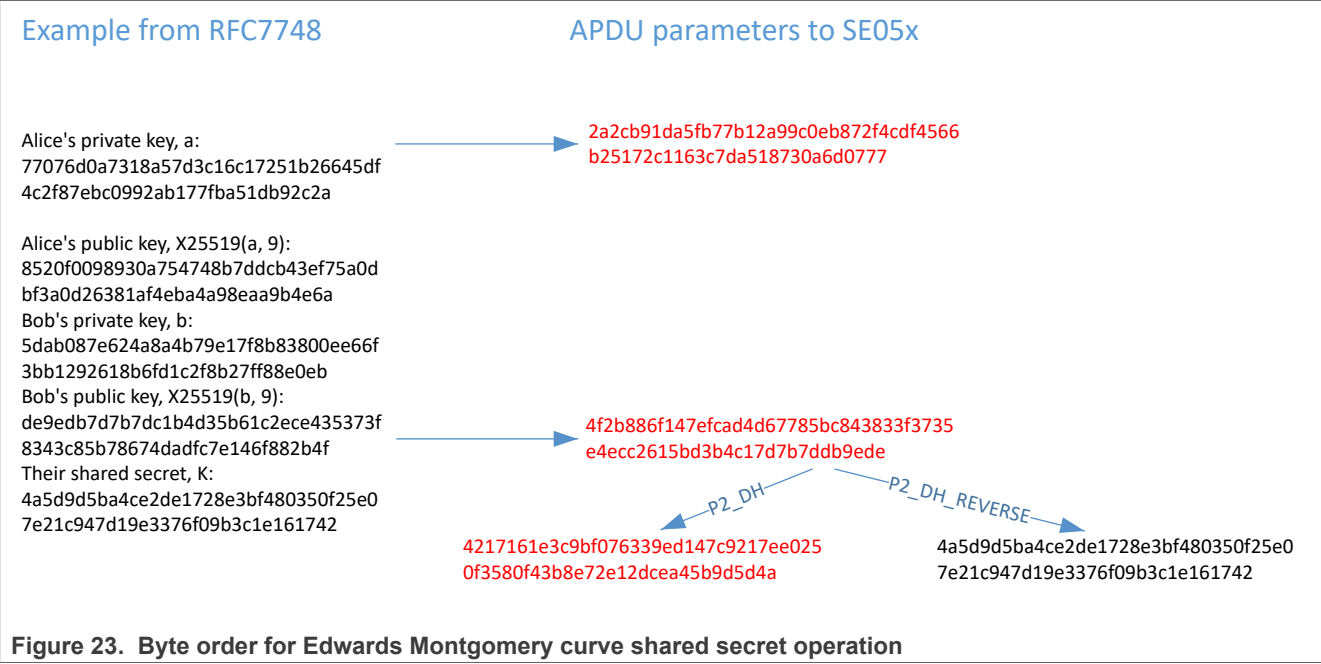 Example from RFC7748
APDU parameters to SE05x
Alice's private key, a:
77076d0a7318a57d3c16c17251b26645df
4c2f87ebc0992ab177fba51db92c2a
2a2cb91da5fb77b12a99c0eb872f4cdf4566
b25172c1163c7da518730a6d0777
Alice's public key, X25519(a, 9):
8520f0098930a754748b7ddcb43ef75a0d
bf3a0d26381af4eba4a98eaa9b4e6a
Bob's private key, b:
5dab087e624a8a4b79e17f8b83800ee66f
3bb1292618b6fd1c2f8b27ff88e0eb
Bob's public key, X25519(b, 9):
de9edb7d7b7dc1b4d35b61c2ece435373f
8343c85b78674dadfc7e146f882b4f
4f2b886f147efcad4d67785bc843833f3735
e4ecc2615bd3b4c17d7b7ddb9ede
Their shared secret, K:
4a5d9d5ba4ce2de1728e3bf480350f25e0
7e21c947d19e3376f09b3c1e161742
P2_DH
P2_DH_REVERSE
4217161e3c9bf076339ed147c9217ee025
0f3580f43b8e72e12dcea45b9d5d4a
4a5d9d5ba4ce2de1728e3bf480350f25e0
7e21c947d19e3376f09b3c1e161742
Figure 23. Byte order for Edwards Montgomery curve shared secret operation